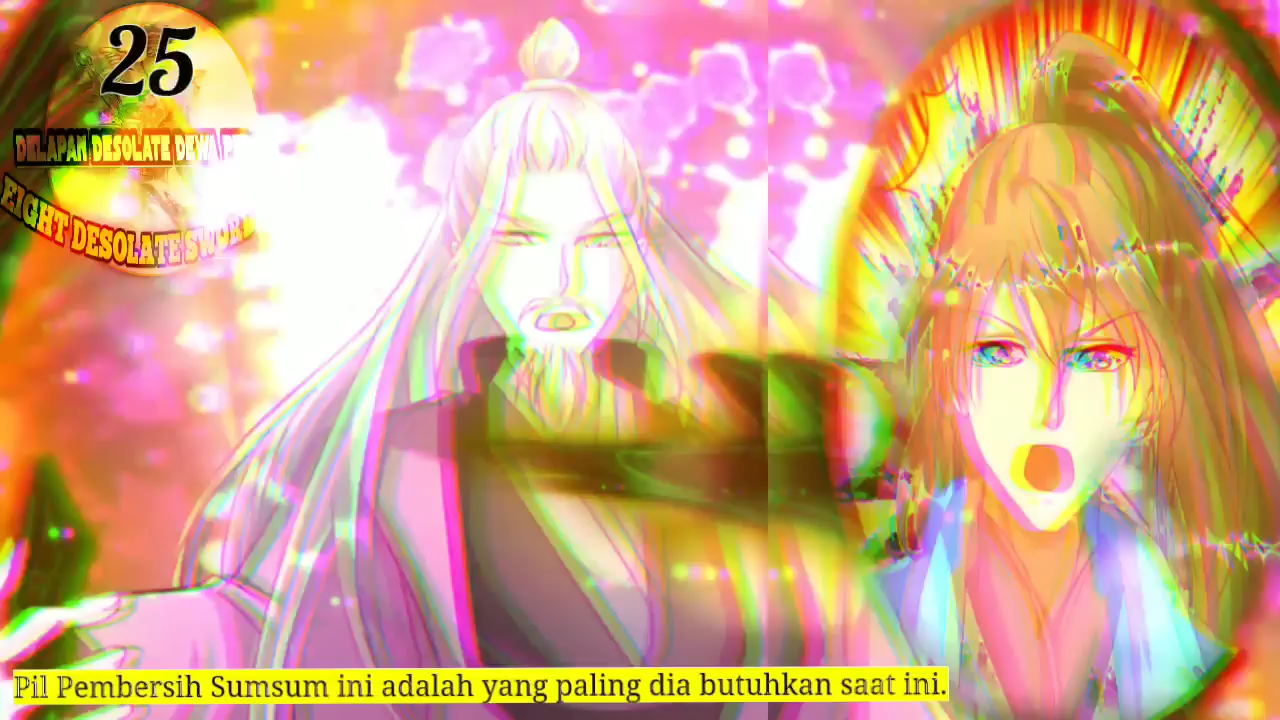 25
DELAPAN DESOLATE DEWA
EIGHT DESOLATE SWORD
Pil Pembersih Sumsum ini adalah yang paling dia butuhkan saat ini.